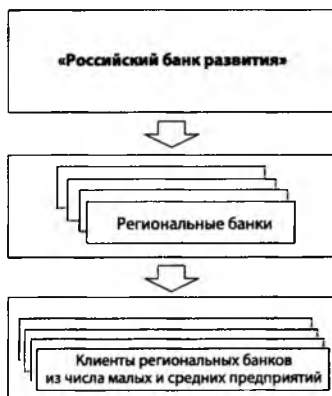 «Российский банк развития»
Региональные банки
Клиенты региональных банков
из числа малых и средних предприятий